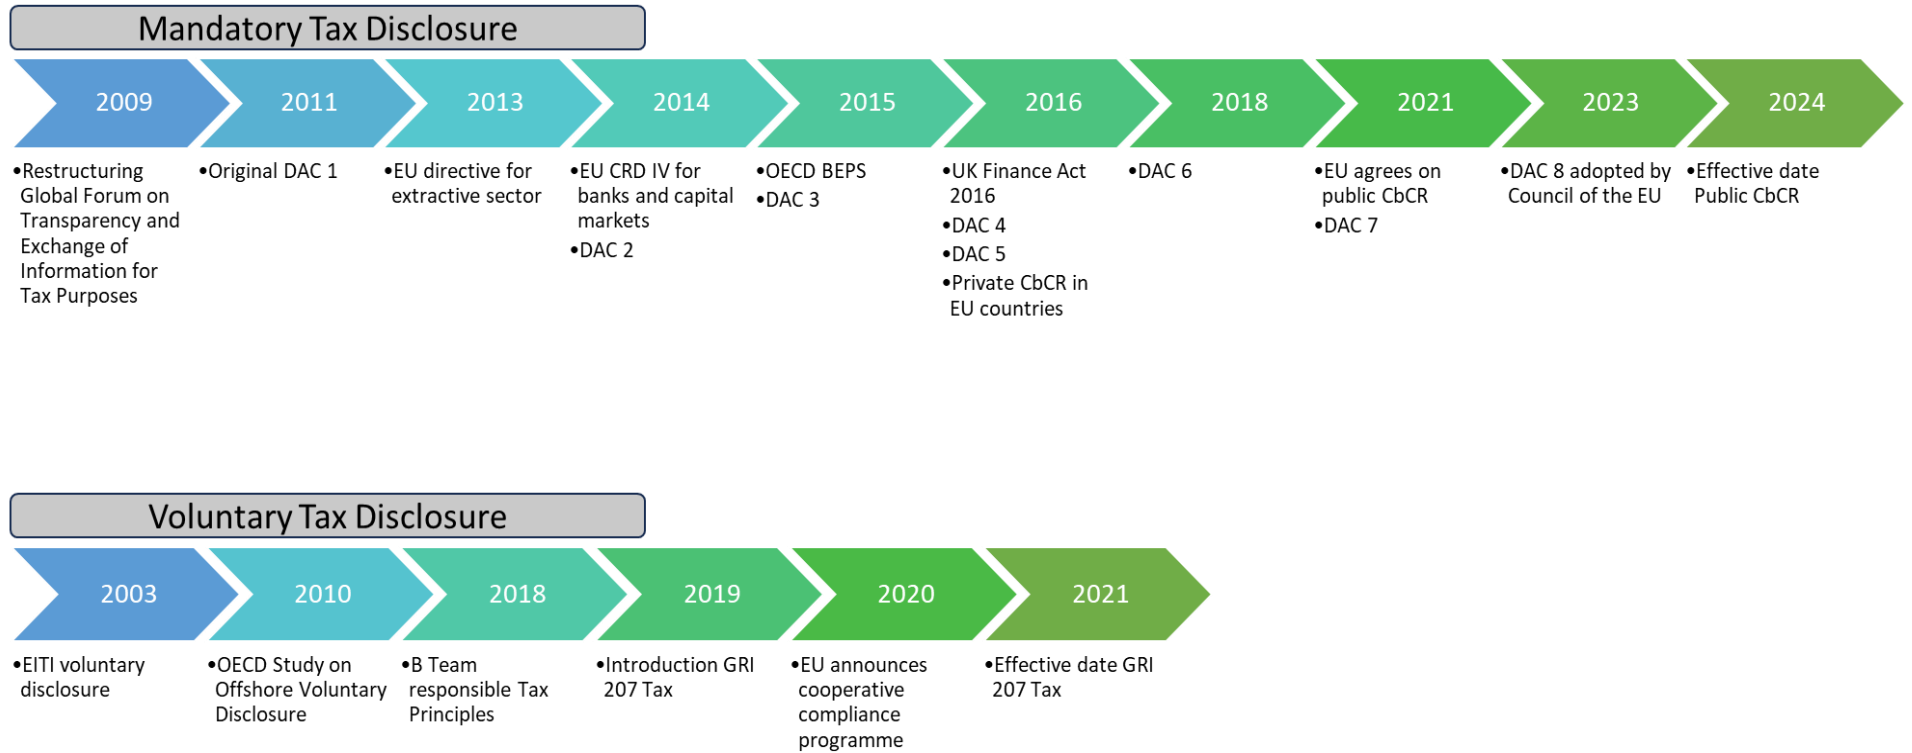 Mandatory Tax Disclosure
2009
2011
2013
2014
2015
2016
2018
2021
2023
2024
•Restructuring
Global Forum on
Transparency and
Exchange of
Information for
Tax Purposes
•Original DAC 1
•EU directive for
extractive sector
•EU CRD IV for
banks and capital
markets
•DAC 2
•OECD BEPS
•DAC 3
•UK Finance Act
2016
•DAC 4
•DAC 5
•Private CbCR in
EU countries
•DAC 6
•EU agrees on
public CbCR
•DAC 7
•DAC 8 adopted by
Council of the EU
•Effective date
Public CbCR
Voluntary Tax Disclosure
2003
2010
2018
2019
2020
2021
•EITI voluntary
disclosure
•OECD Study on
Offshore Voluntary
Disclosure
•B Team
responsible Tax
Principles
•Introduction GRI
207 Tax
•EU announces
cooperative
compliance
programme
•Effective date GRI
207 Tax